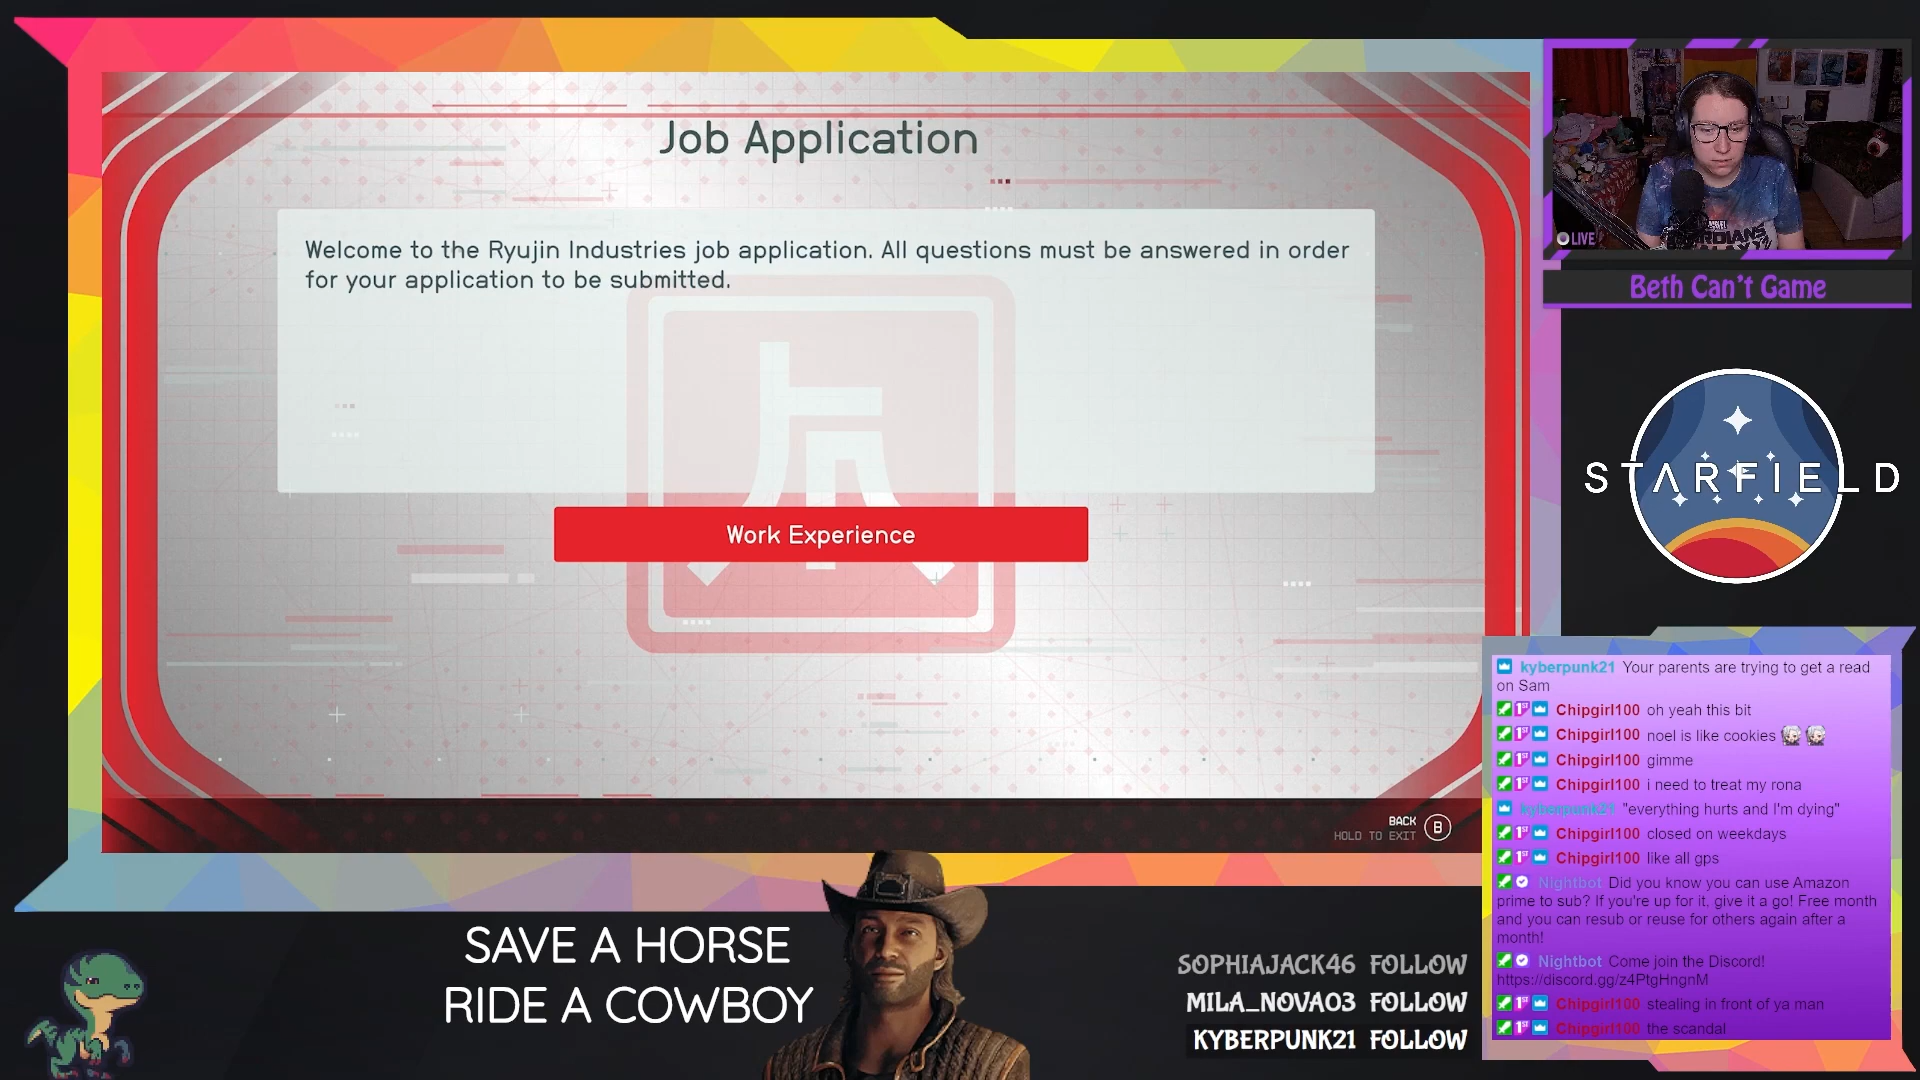 Job Application
Welcome to the Ryujin Industries job application. All questions must be answered in order
for your application to be submitted.
Work Experience
BACK
HOLD TO EXIT B
LIVE
Beth Can't Game
STARFIELD
kyberpunk21 Your parents are trying to get a read
on Sam
Chipgirl100 oh yeah this bit
Chipgirl100 noel is like cookies
Chipgirl100 gimme
Chipgirl100 i need to treat my rona
kyberpunk21 "everything hurts and I'm dying"
Chipgirl100 closed on weekdays
Chipgirl100 like all gps
Nightbot Did you know you can use Amazon
prime to sub? If you're up for it, give it a go! Free month
and you can resub or reuse for others again after a
month!
Nightbot Come join the Discord!
https://discord.gg/z4PtgHngnM
Chipgirl100 stealing in front of ya man
Chipgirl100 the scandal
SAVE A HORSE
RIDE A COWBOY
SOPHIAJACK46 FOLLOW
MILA_NOVA03 FOLLOW
KYBERPUNK21 FOLLOW